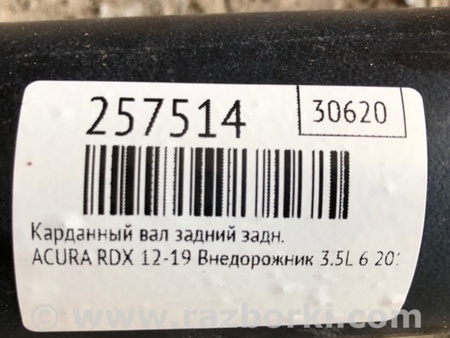 257514
30620
Карданный вал задний задн.
ACURA RDX 12-19 Внедорожник 3.5L 6
www.razborki.com